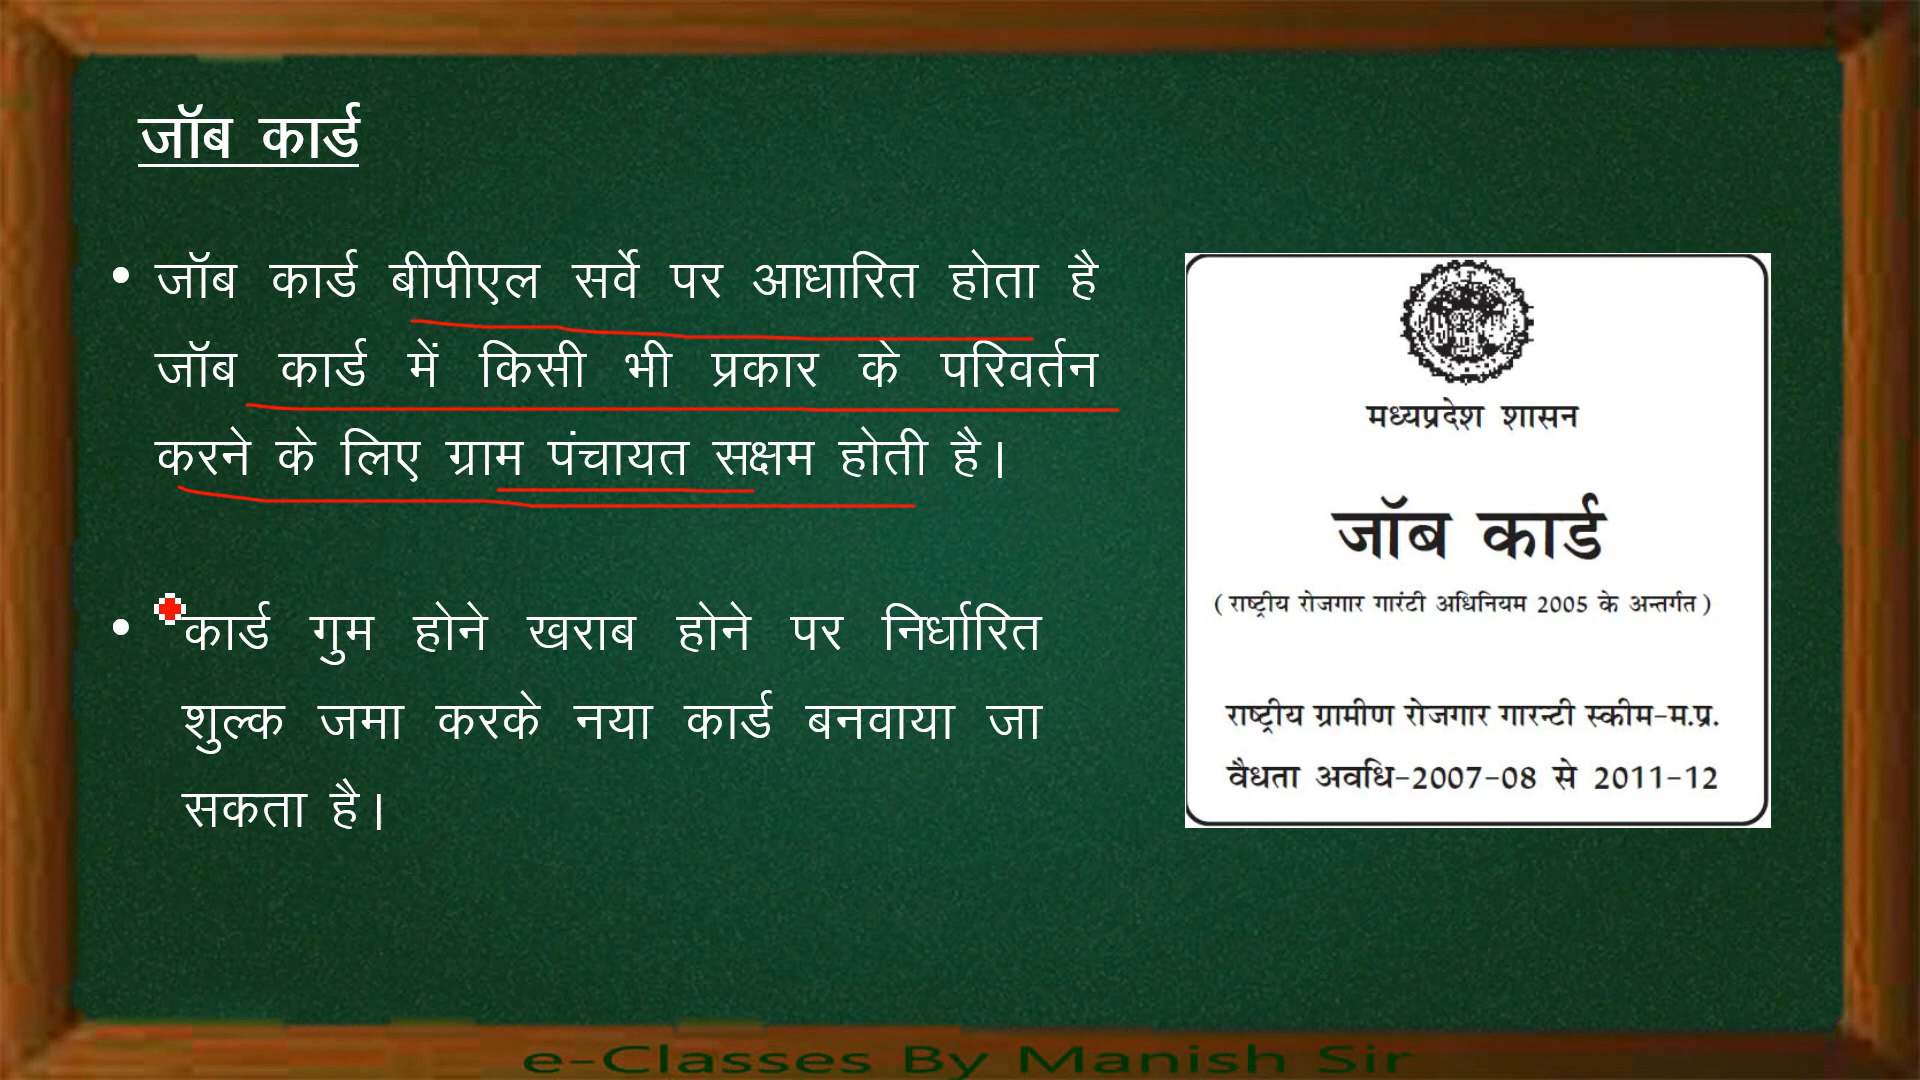 जॉब कार्ड
• जॉब कार्ड बीपीएल सर्वे पर आधारित होता है
जॉब कार्ड में किसी भी प्रकार के परिवर्तन
करने के लिए ग्राम पंचायत सक्षम होती है।
• कार्ड गुम होने खराब होने पर निर्धारित
शुल्क जमा करके नया कार्ड बनवाया जा
सकता है।
मध्यप्रदेश शासन
जॉब कार्ड
( राष्ट्रीय रोजगार गारंटी अधिनियम 2005 के अन्तर्गत )
राष्ट्रीय ग्रामीण रोजगार गारन्टी स्कीम-म.प्र.
वैधता अवधि-2007-08 से 2011-12
e-Classes By Manish Sir